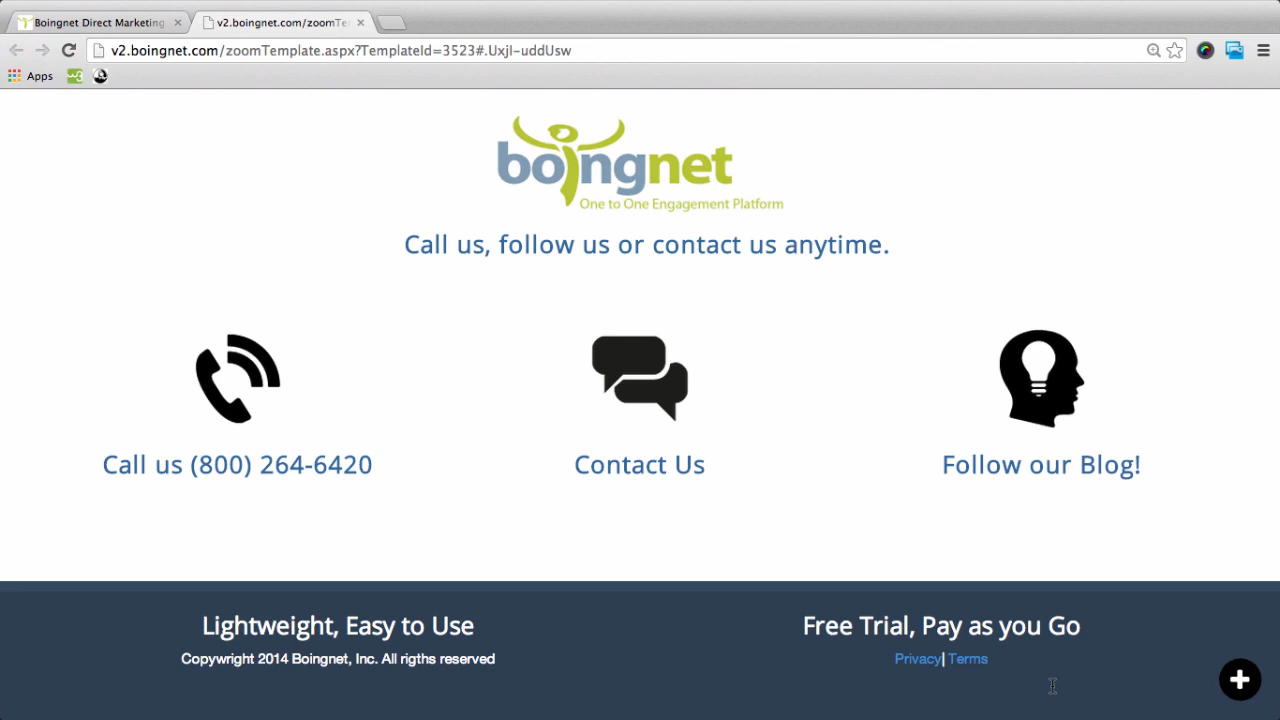 Boingnet Direct Marketing
v2.boingnet.com/zoomTe
v2.boingnet.com/zoomTemplate.aspx?TemplateId=3523#.UxjI-uddUsw
Apps
boingnet
One to One Engagement Platform
Call us, follow us or contact us anytime.
Call us (800) 264-6420
Contact Us
Follow our Blog!
Lightweight, Easy to Use
Free Trial, Pay as you Go
Copywright 2014 Boingnet, Inc. All rigths reserved
Privacy| Terms